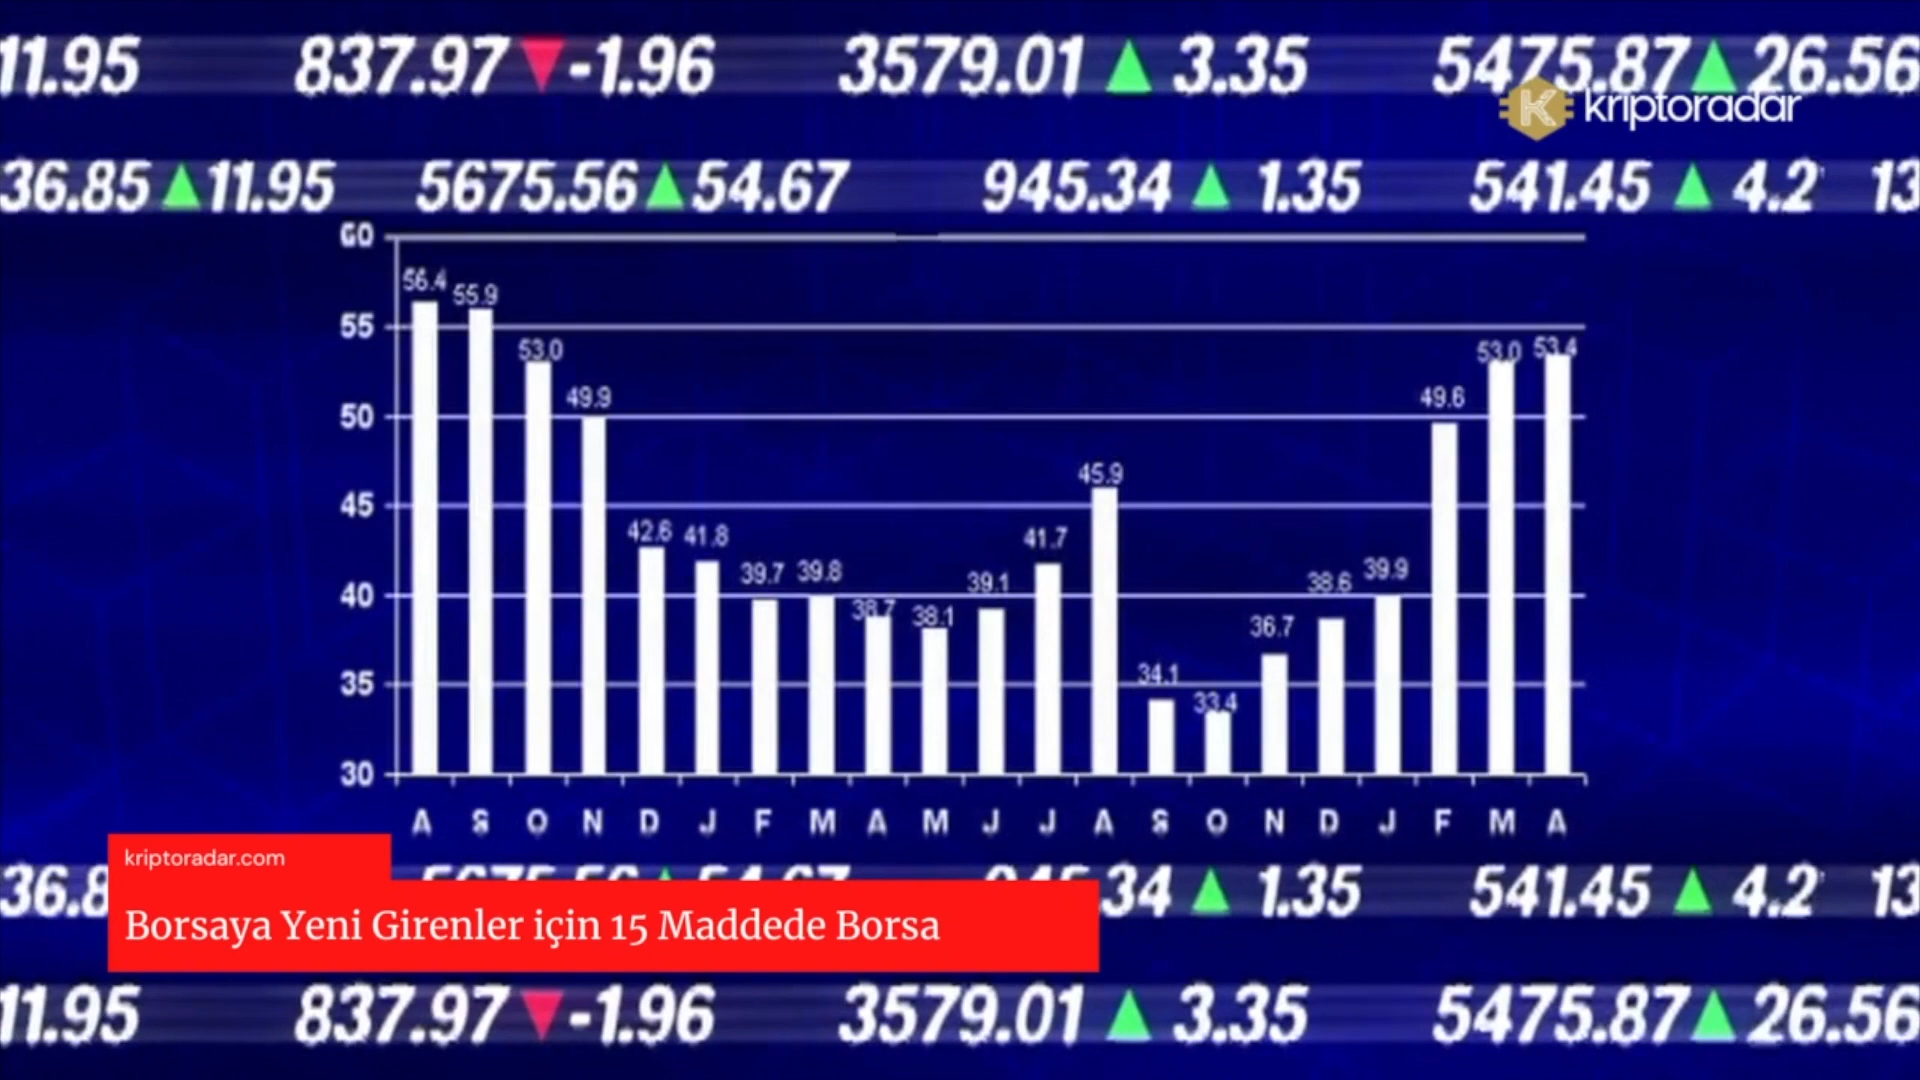 11.95 837.97 -1.96 3579.01 3.35 5475.87 26.56
kriptoradar
36.85 11.95 5675.56 54.67 945.34 1.35 541.45 4.2 13
60
56.4 55.9
55
53.0 53.0 53.4
50
49.9 49.6
45
45.9
42.6 41.8 41.7
40
39.7 39.8 38.7 38.1 39.1 38.6 39.9
36.7
35
34.1 33.4
30
A S O N D J F M A M J J A S O N D J F M A
kriptoradar.com
36.8 .34 1.35 541.45 4.2 13
Borsaya Yeni Girenler için 15 Maddede Borsa
11.95 837.97 -1.96 3579.01 3.35 5475.87 26.56